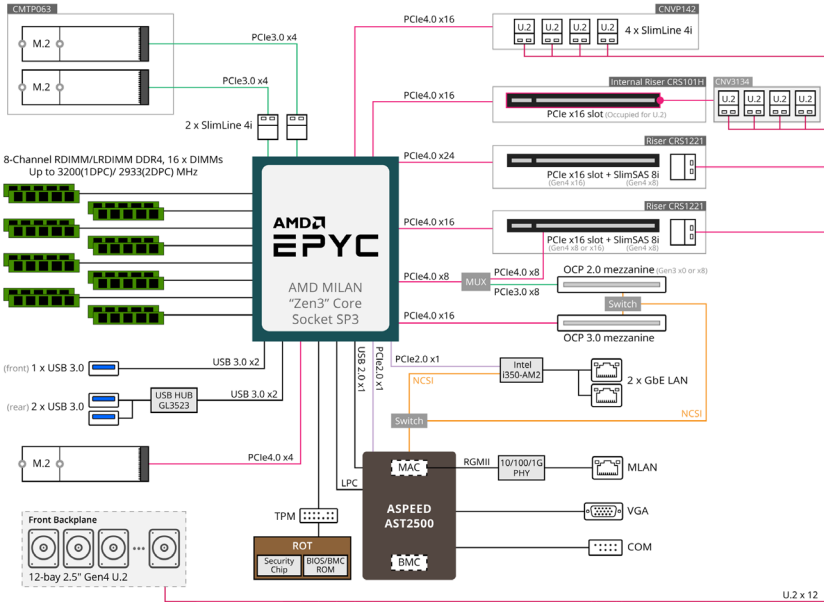 CMTP063
M.2
M.2
PCIe3.0 x4
PCIe3.0 x4
2 x SlimLine 4i
8-Channel RDIMM/LRDIMM DDR4, 16 x DIMMs
Up to 3200(1DPC)/ 2933(2DPC) MHz
AMD
EPYC
AMD MILAN
“Zen3” Core
Socket SP3
PCIe4.0 x16
CNVP142
U.2
U.2
U.2
U.2
4 x SlimLine 4i
PCIe4.0 x16
Internal Riser CRS101H
PCIe x16 slot (Occupied for U.2)
CNV3134
U.2
U.2
U.2
U.2
PCIe4.0 x24
Riser CRS1221
PCIe x16 slot + SlimSAS 8i
(Gen4 x16)
(Gen4 x8)
PCIe4.0 x16
Riser CRS1221
PCIe x16 slot + SlimSAS 8i
(Gen4 x8 or x16)
(Gen4 x8)
PCIe4.0 x8
MUX
PCIe4.0 x8
PCIe3.0 x8
OCP 2.0 mezzanine (Gen3 x0 or x8)
Switch
PCIe4.0 x16
OCP 3.0 mezzanine
(front) 1 x USB 3.0
USB 3.0 x2
(rear) 2 x USB 3.0
USB HUB
GL3523
USB 3.0 x2
M.2
PCIe4.0 x4
USB 2.0 x1
PCIe2.0 x1
PCIe2.0 x1
Intel
i350-AM2
2 x GbE LAN
NCSI
NCSI
Switch
LPC
TPM
ROT
Security
Chip
BIOS/BMC
ROM
MAC
ASPEED
AST2500
BMC
RGMII
10/100/1G
PHY
MLAN
VGA
COM
Front Backplane
12-bay 2.5" Gen4 U.2
U.2 x 12